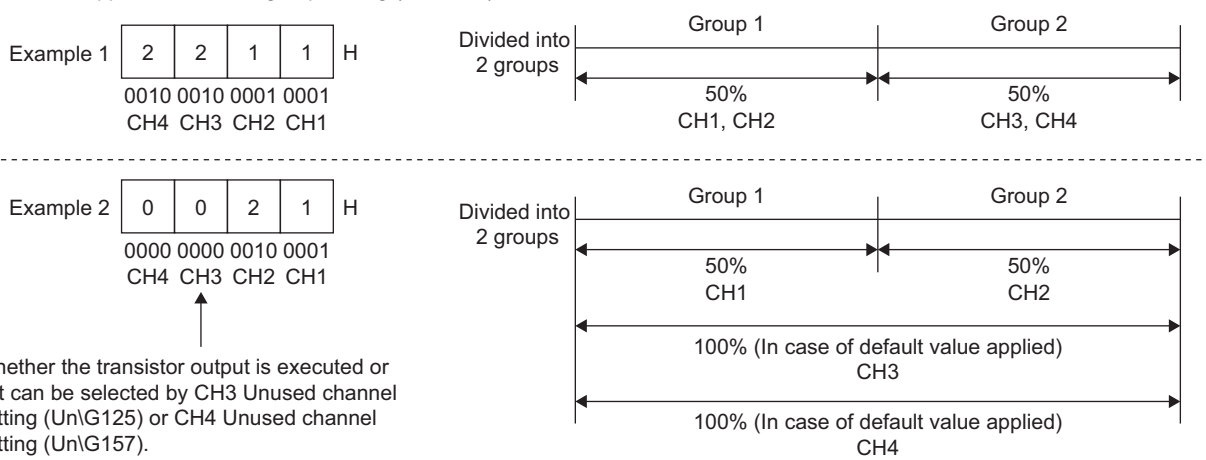 Example 1 2 2 1 1 H
0010 0010 0001 0001
CH4 CH3 CH2 CH1
Divided into
2 groups
Group 1 Group 2
50% 50%
CH1, CH2 CH3, CH4
Example 2 0 0 2 1 H
0000 0000 0010 0001
CH4 CH3 CH2 CH1
the transistor output is executed or
can be selected by CH3 Unused channel
(Un\G125) or CH4 Unused channel
(Un\G157).
Divided into
2 groups
Group 1 Group 2
50% 50%
CH1 CH2
100% (In case of default value applied)
CH3
100% (In case of default value applied)
CH4